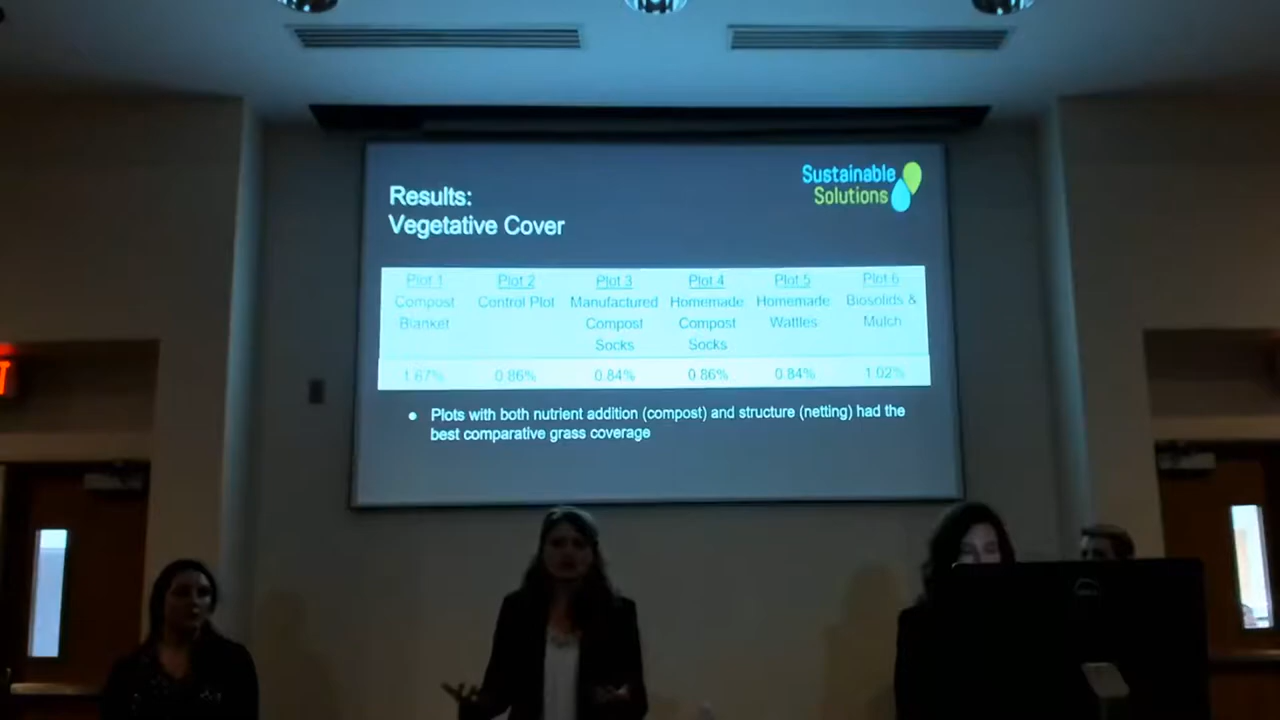 Sustainable
Solutions
Results:
Vegetative Cover
Plot 1 Plot 2 Plot 3 Plot 4 Plot 5 Plot 6
Compost Control Plot Manufactured Homemade Homemade Biosolids &
Blanket Compost Compost Wattles Mulch
Socks Socks
1.67% 0.86% 0.84% 0.86% 0.84% 1.02%
● Plots with both nutrient addition (compost) and structure (netting) had the
best comparative grass coverage
T
DELL